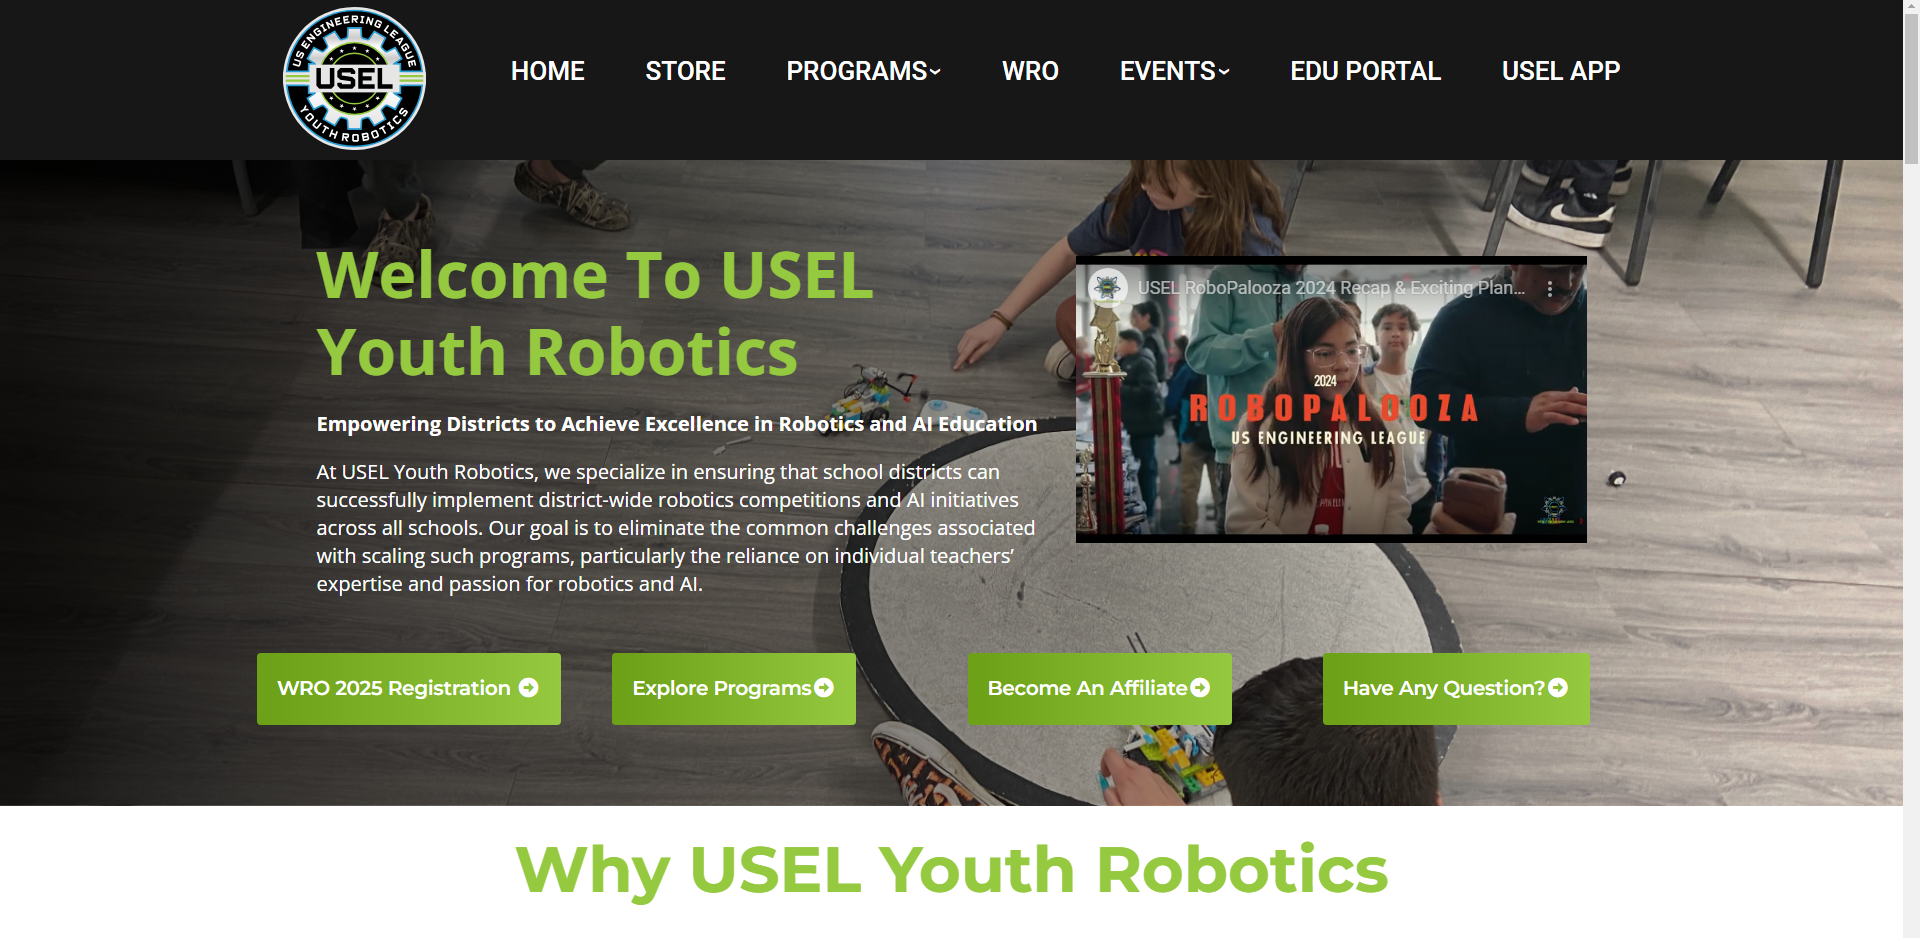 US ENGINEERING LEAGUE
USEL
YOUTH ROBOTICS
HOME
STORE
PROGRAMS
WRO
EVENTS
EDU PORTAL
USEL APP
Welcome To USEL
Youth Robotics
Empowering Districts to Achieve Excellence in Robotics and AI Education
At USEL Youth Robotics, we specialize in ensuring that school districts can
successfully implement district-wide robotics competitions and AI initiatives
across all schools. Our goal is to eliminate the common challenges associated
with scaling such programs, particularly the reliance on individual teachers’
expertise and passion for robotics and AI.
USEL RoboPalooza 2024 Recap & Exciting Plan...
2024
ROBOPALOOZA
US ENGINEERING LEAGUE
WRO 2025 Registration
Explore Programs
Become An Affiliate
Have Any Question?
Why USEL Youth Robotics